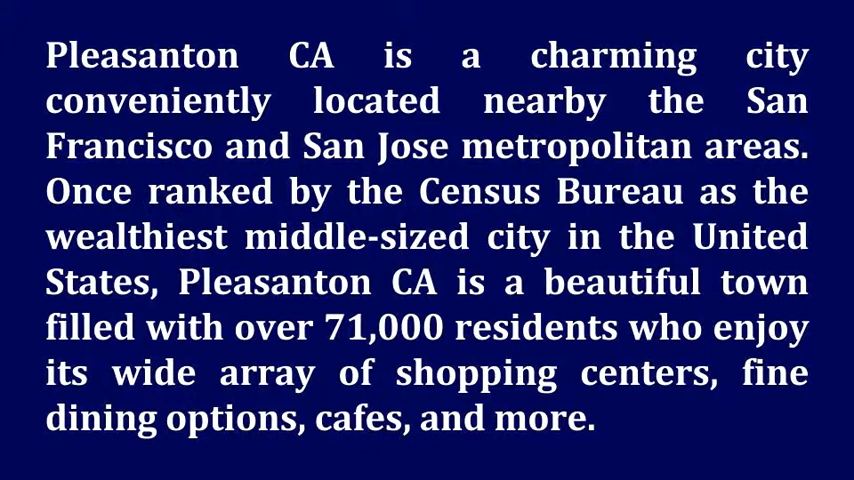 Pleasanton CA is a charming city
conveniently located nearby the San
Francisco and San Jose metropolitan areas.
Once ranked by the Census Bureau as the
wealthiest middle-sized city in the United
States, Pleasanton CA is a beautiful town
filled with over 71,000 residents who enjoy
its wide array of shopping centers, fine
dining options, cafes, and more.